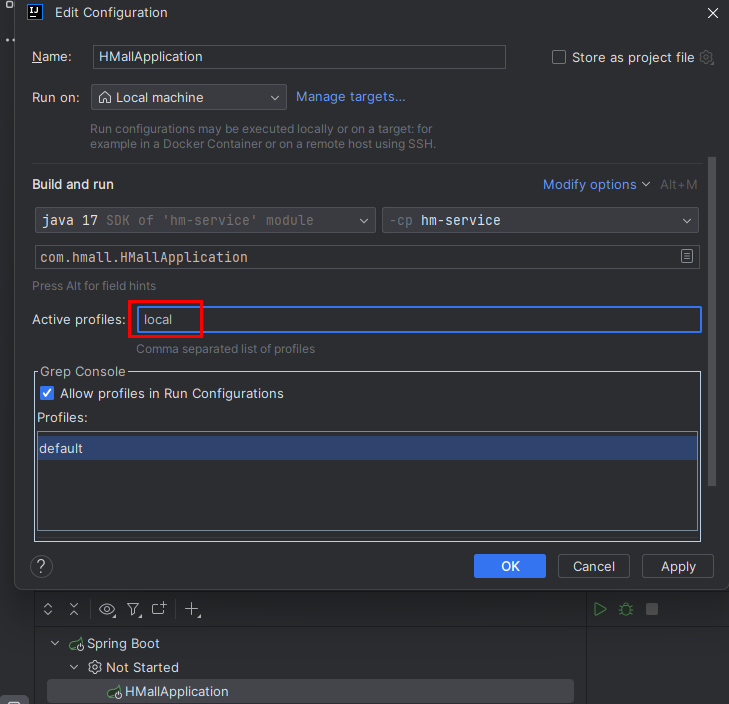 IJ Edit Configuration
Name: HMallApplication Store as project file
Run on: Local machine Manage targets...
Run configurations may be executed locally or on a target: for
example in a Docker Container or on a remote host using SSH.
Build and run Modify options Alt+M
java 17 SDK of 'hm-service' module -cp hm-service
com.hmall.HMallApplication
Press Alt for field hints
Active profiles: local
Comma separated list of profiles
Grep Console
Allow profiles in Run Configurations
Profiles:
default
? OK Cancel Apply
Spring Boot
Not Started
HMallApplication